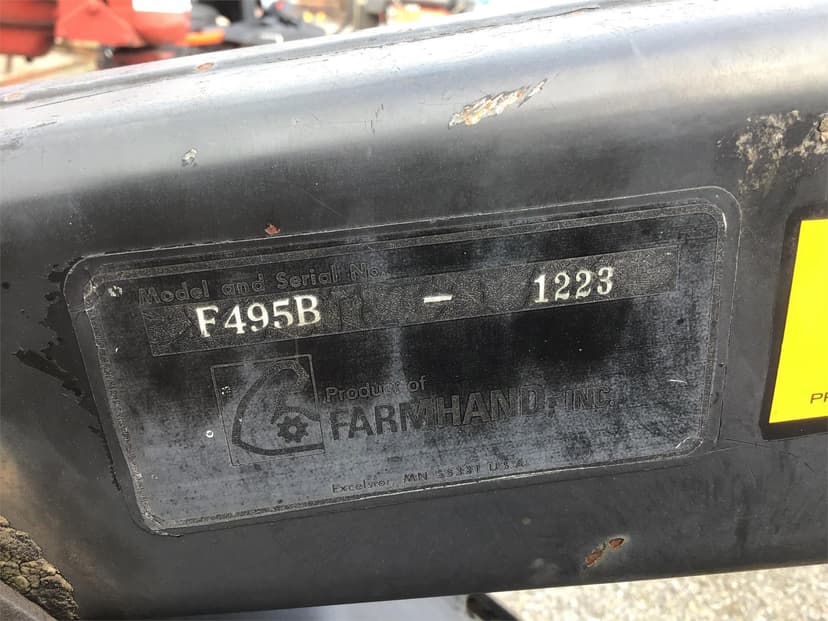 Model and Serial No.
F495B - 1223
Product of
FARMHAND, INC.
Excelsior, MN 55331 U.S.A.